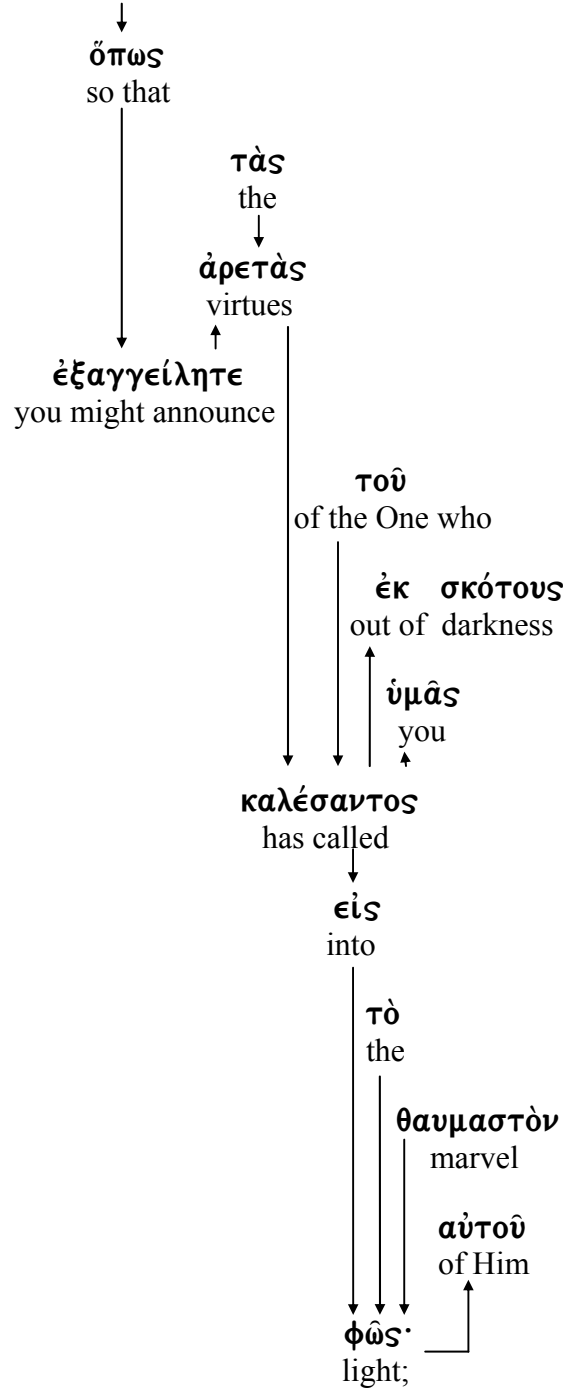 ὅπως
so that
τὰς
the
ἀρετὰς
virtues
ἐξαγγείλητε
you might announce
τοῦ
of the One who
ἐκ σκότους
out of darkness
ὑμᾶς
you
καλέσαντος
has called
εἰς
into
τὸ
the
θαυμαστὸν
marvel
αὐτοῦ
of Him
φῶς·
light;